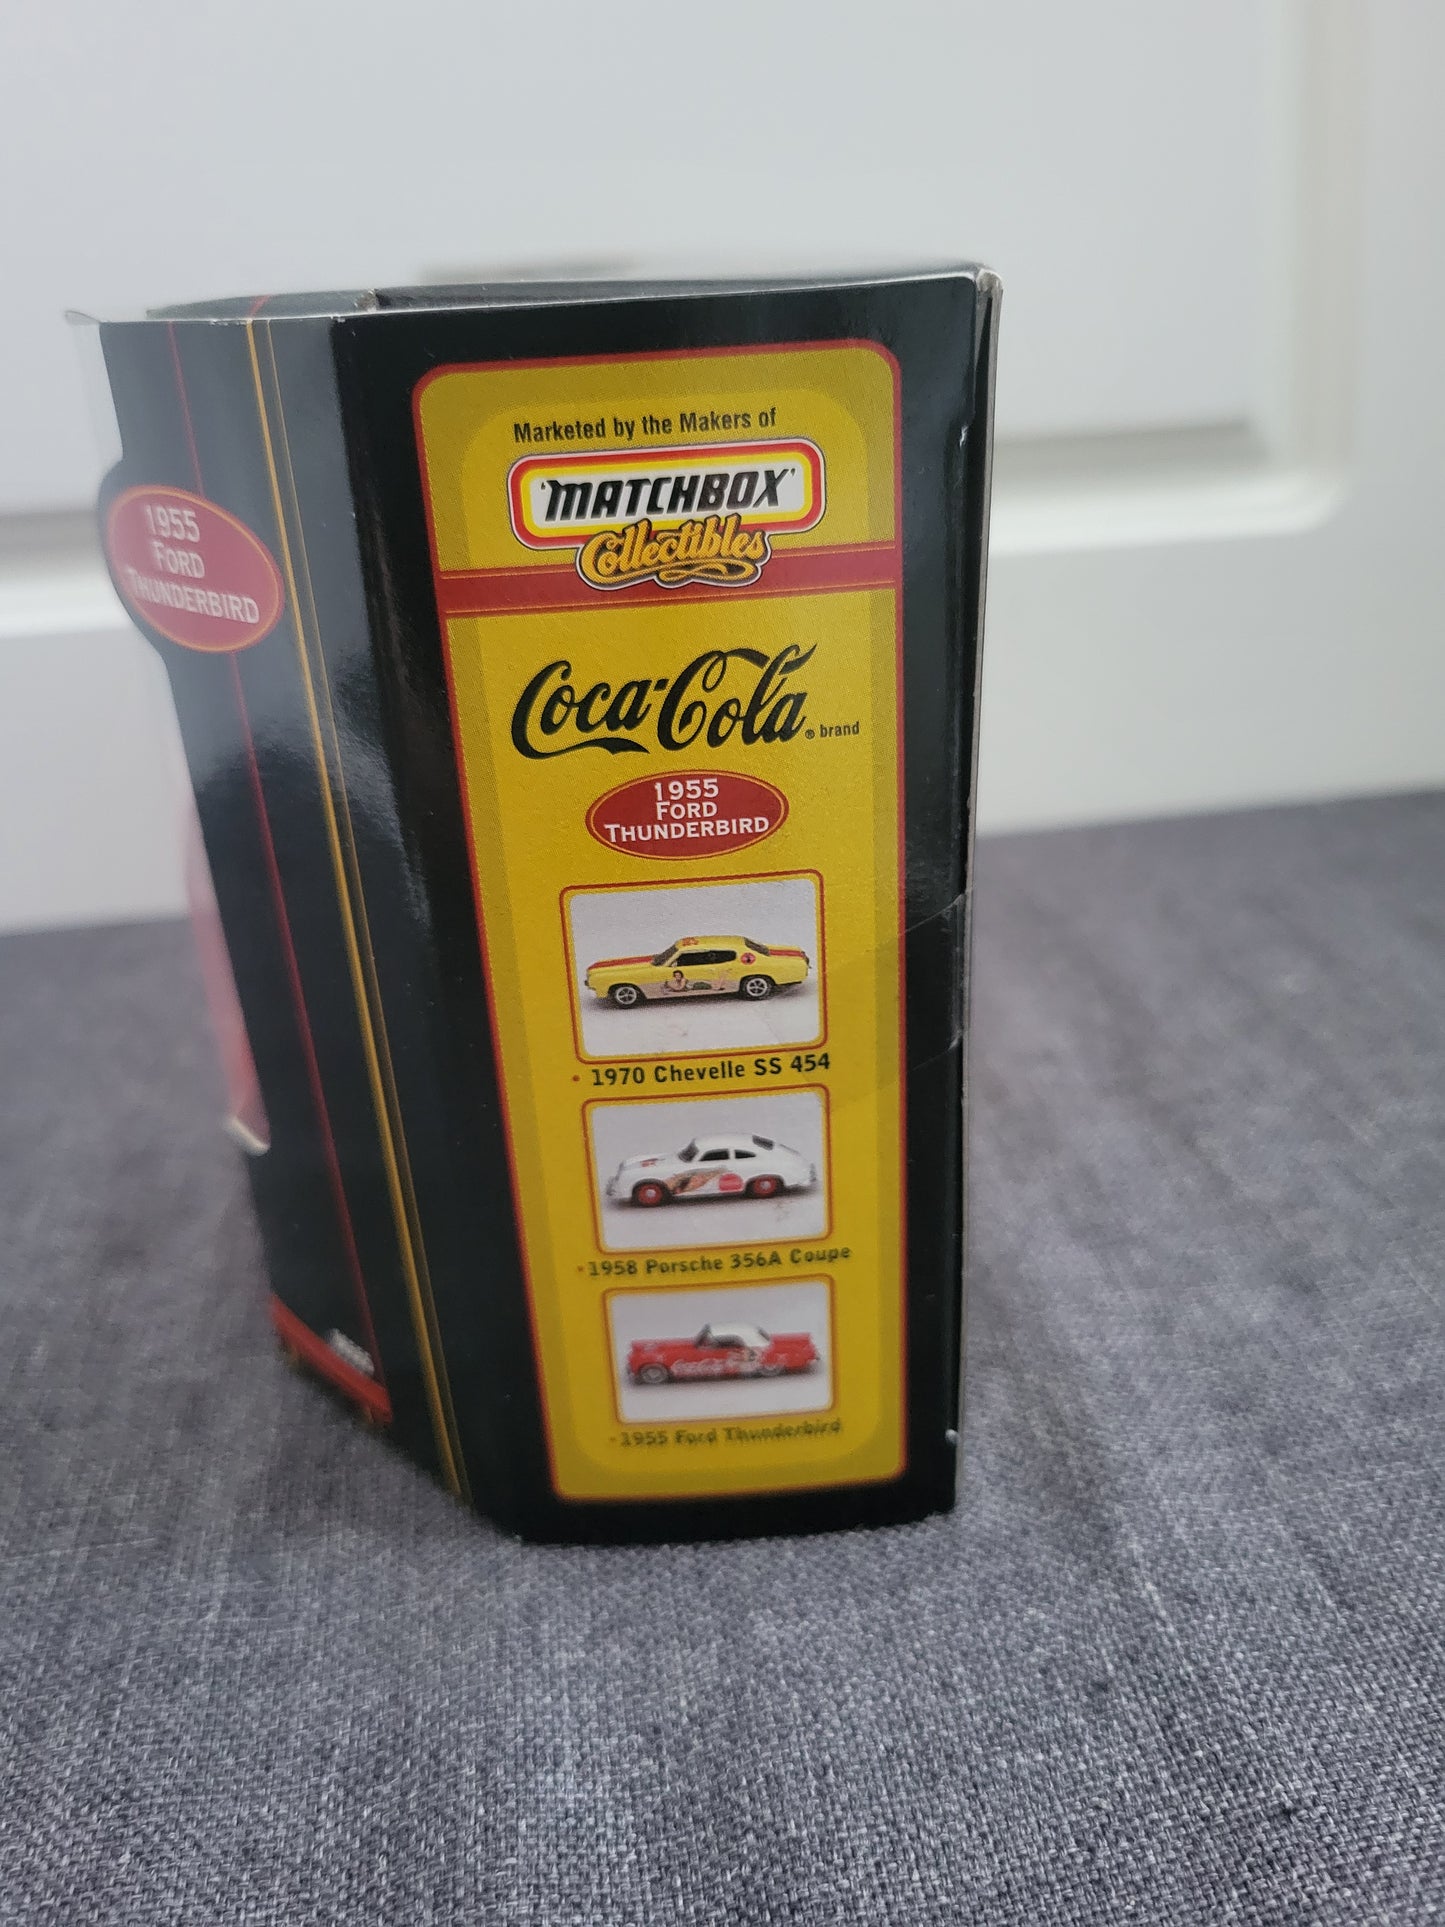 1955
FORD
THUNDERBIRD
Marketed by the Makers of
"MATCHBOX"
Collectibles
Coca-Cola® brand
1955
FORD
THUNDERBIRD
• 1970 Chevelle SS 454
• 1958 Porsche 356A Coupe
• 1955 Ford Thunderbird